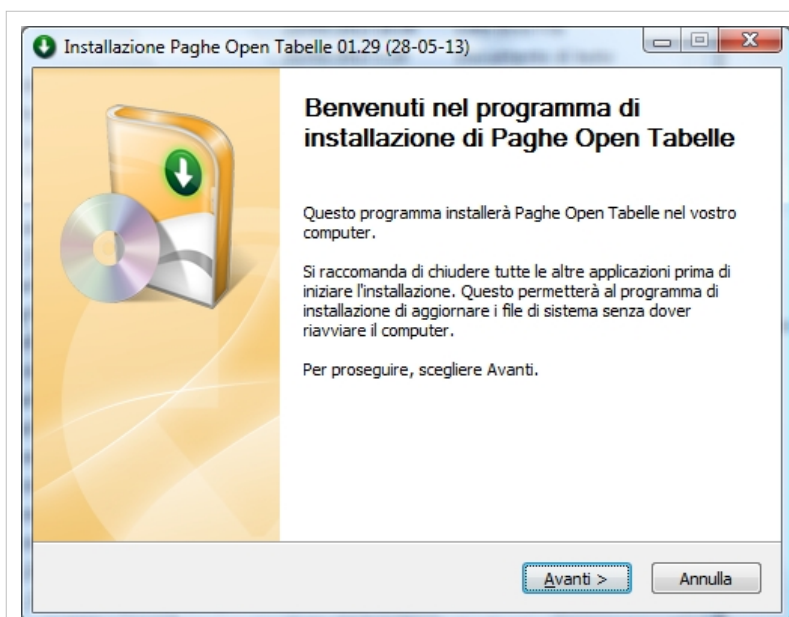 Installazione Paghe Open Tabelle 01.29 (28-05-13)
Benvenuti nel programma di
installazione di Paghe Open Tabelle
Questo programma installerà Paghe Open Tabelle nel vostro
computer.
Si raccomanda di chiudere tutte le altre applicazioni prima di
iniziare l'installazione. Questo permetterà al programma di
installazione di aggiornare i file di sistema senza dover
riavviare il computer.
Per proseguire, scegliere Avanti.
Avanti >
Annulla